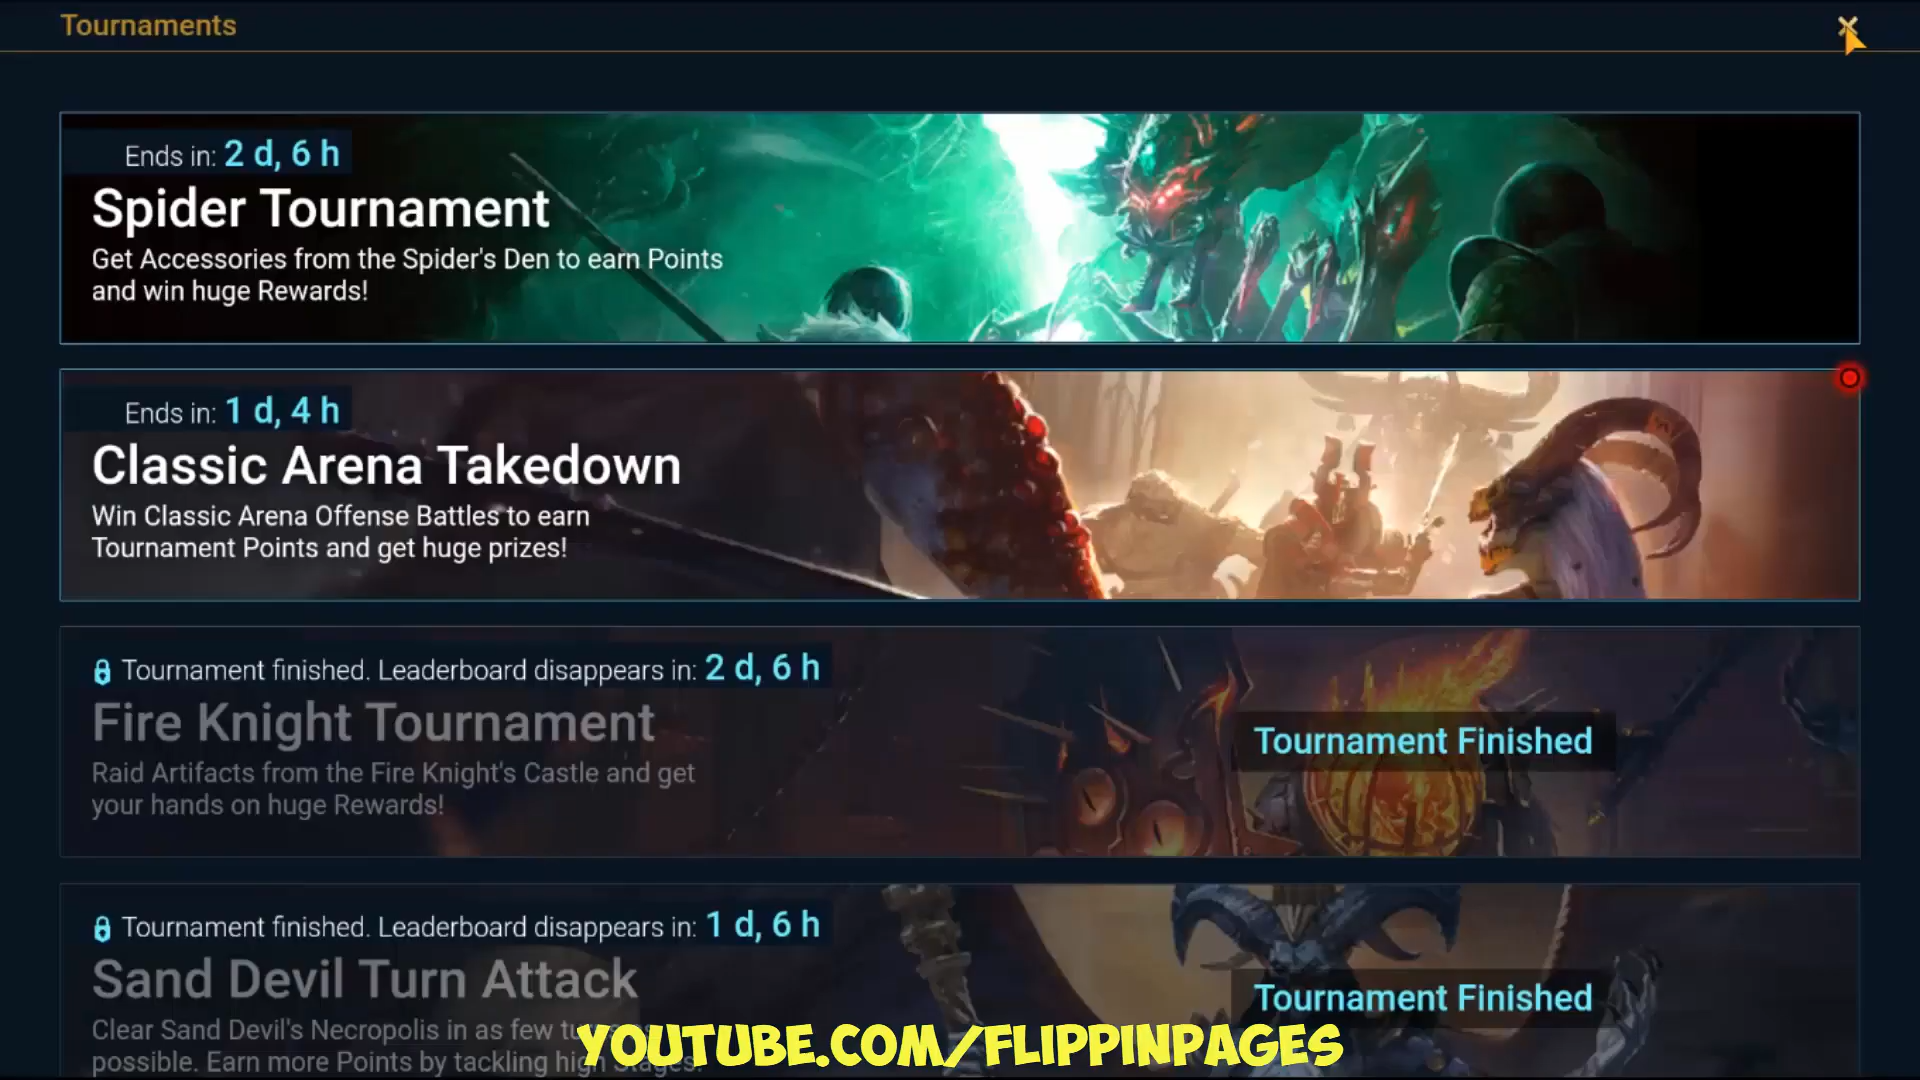 Tournaments
Ends in: 2 d, 6 h
Spider Tournament
Get Accessories from the Spider's Den to earn Points
and win huge Rewards!
Ends in: 1 d, 4 h
Classic Arena Takedown
Win Classic Arena Offense Battles to earn
Tournament Points and get huge prizes!
Tournament finished. Leaderboard disappears in: 2 d, 6 h
Fire Knight Tournament
Raid Artifacts from the Fire Knight's Castle and get
your hands on huge Rewards!
Tournament Finished
Tournament finished. Leaderboard disappears in: 1 d, 6 h
Sand Devil Turn Attack
Clear Sand Devil's Necropolis in as few
possible. Earn more Points by tackling high Stages.
Tournament Finished
YOUTUBE.COM/FLIPPINPAGES